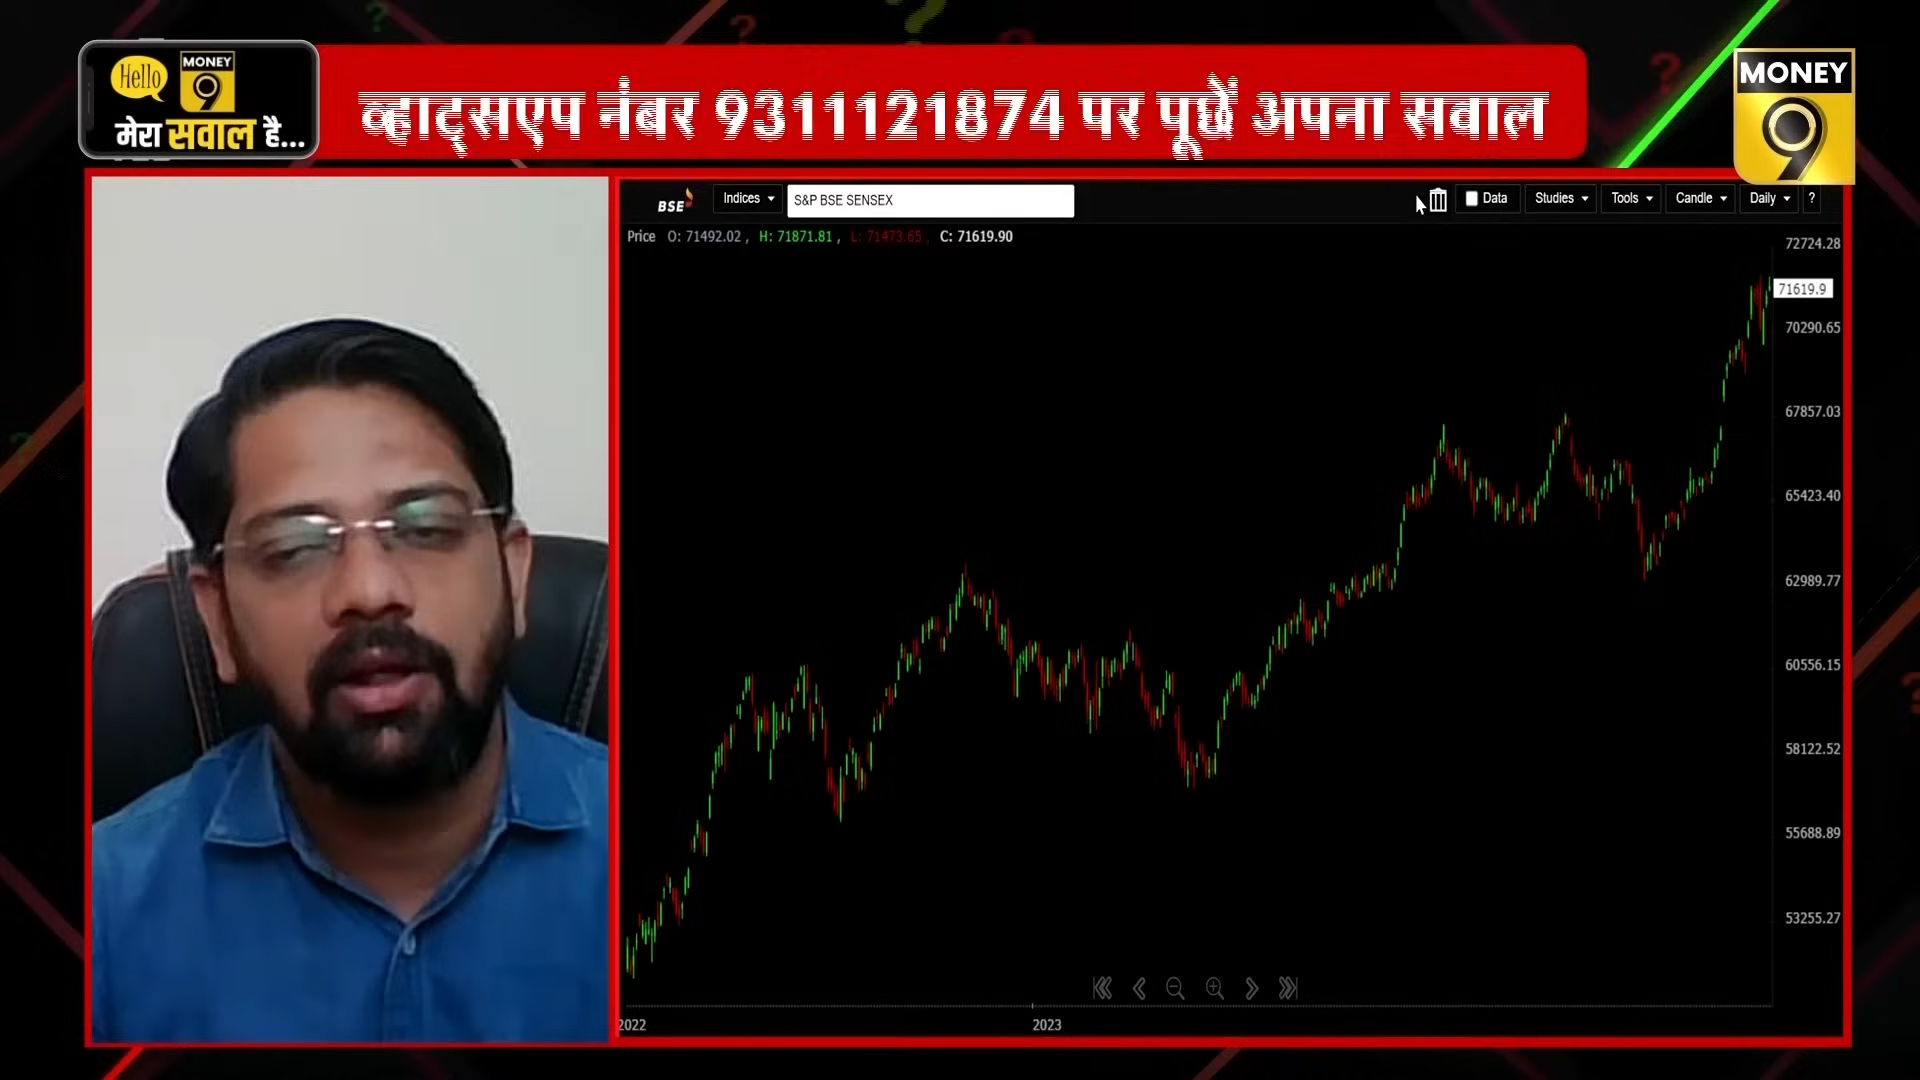 Hello
MONEY
9
मेरा सवाल है...
व्हाट्सएप नंबर 9311121874 पर पूछें अपना सवाल
MONEY
9
BSE
Indices
S&P BSE SENSEX
Data
Studies
Tools
Candle
Daily
?
Price O: 71492.02 , H: 71871.81 , L: 71473.65 , C: 71619.90
72724.28
71619.9
70290.65
67857.03
65423.40
62989.77
60556.15
58122.52
55688.89
53255.27
2022
2023